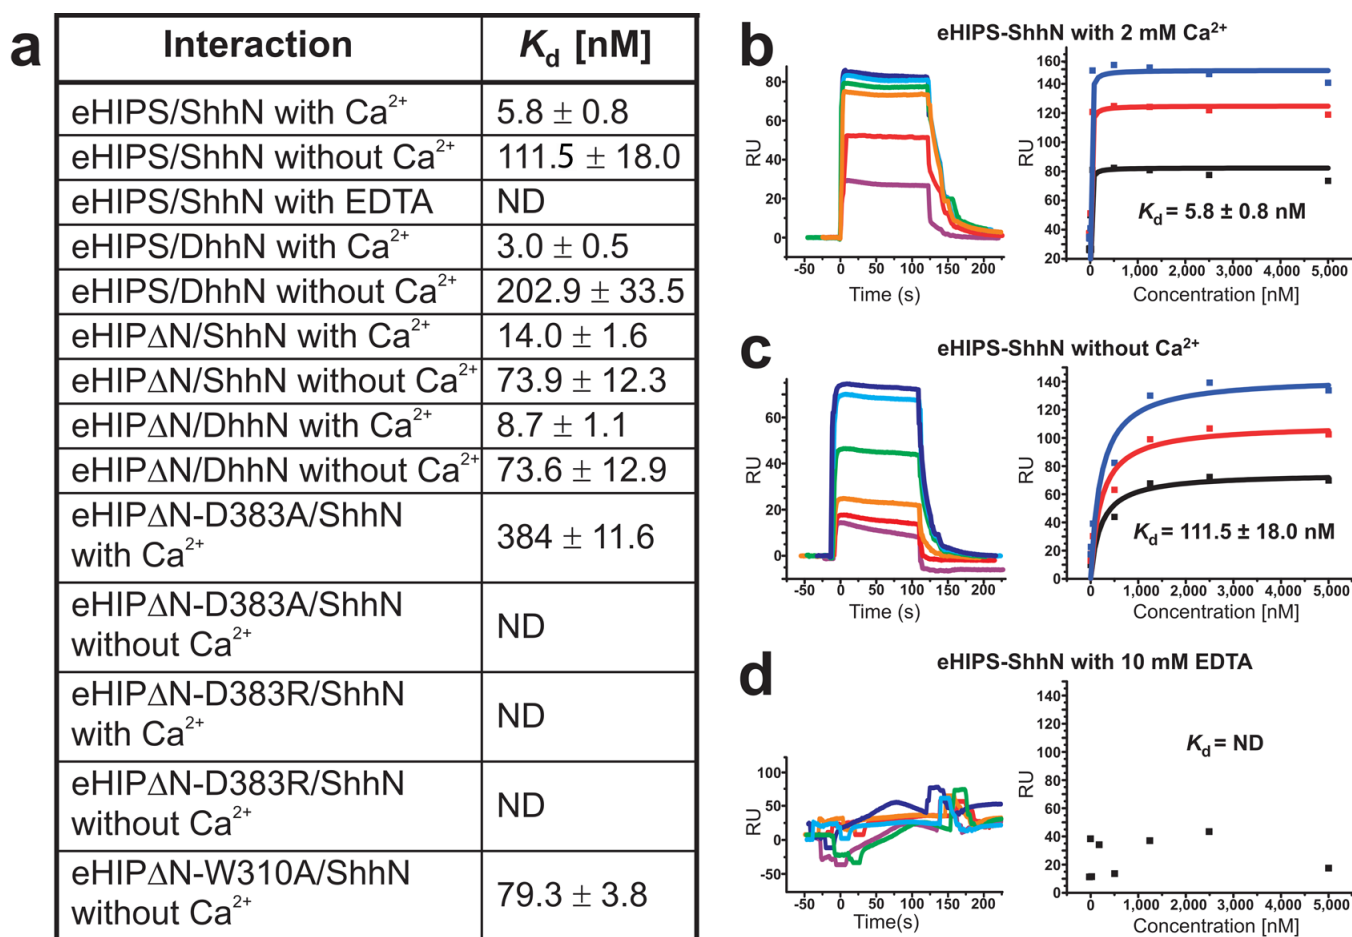 a
Interaction Kd [nM]
eHIPS/ShhN with Ca2+ 5.8 ± 0.8
eHIPS/ShhN without Ca2+ 111.5 ± 18.0
eHIPS/ShhN with EDTA ND
eHIPS/DhhN with Ca2+ 3.0 ± 0.5
eHIPS/DhhN without Ca2+ 202.9 ± 33.5
eHIPΔN/ShhN with Ca2+ 14.0 ± 1.6
eHIPΔN/ShhN without Ca2+ 73.9 ± 12.3
eHIPΔN/DhhN with Ca2+ 8.7 ± 1.1
eHIPΔN/DhhN without Ca2+ 73.6 ± 12.9
eHIPΔN-D383A/ShhN
with Ca2+ 384 ± 11.6
eHIPΔN-D383A/ShhN
without Ca2+ ND
eHIPΔN-D383R/ShhN
with Ca2+ ND
eHIPΔN-D383R/ShhN
without Ca2+ ND
eHIPΔN-W310A/ShhN
without Ca2+ 79.3 ± 3.8
b
eHIPS-ShhN with 2 mM Ca2+
RU
80
60
40
20
0
-50 0 50 100 150 200
Time (s)
RU
160
140
120
100
80
60
40
20
Kd = 5.8 ± 0.8 nM
0 1,000 2,000 3,000 4,000 5,000
Concentration [nM]
c
eHIPS-ShhN without Ca2+
RU
60
40
20
0
-50 0 50 100 150 200
Time (s)
RU
140
120
100
80
60
40
20
0
Kd = 111.5 ± 18.0 nM
0 1,000 2,000 3,000 4,000 5,000
Concentration [nM]
d
eHIPS-ShhN with 10 mM EDTA
RU
100
50
0
-50
-50 0 50 100 150 200
Time(s)
RU
140
120
100
80
60
40
20
0
Kd = ND
0 1,000 2,000 3,000 4,000 5,000
Concentration [nM]